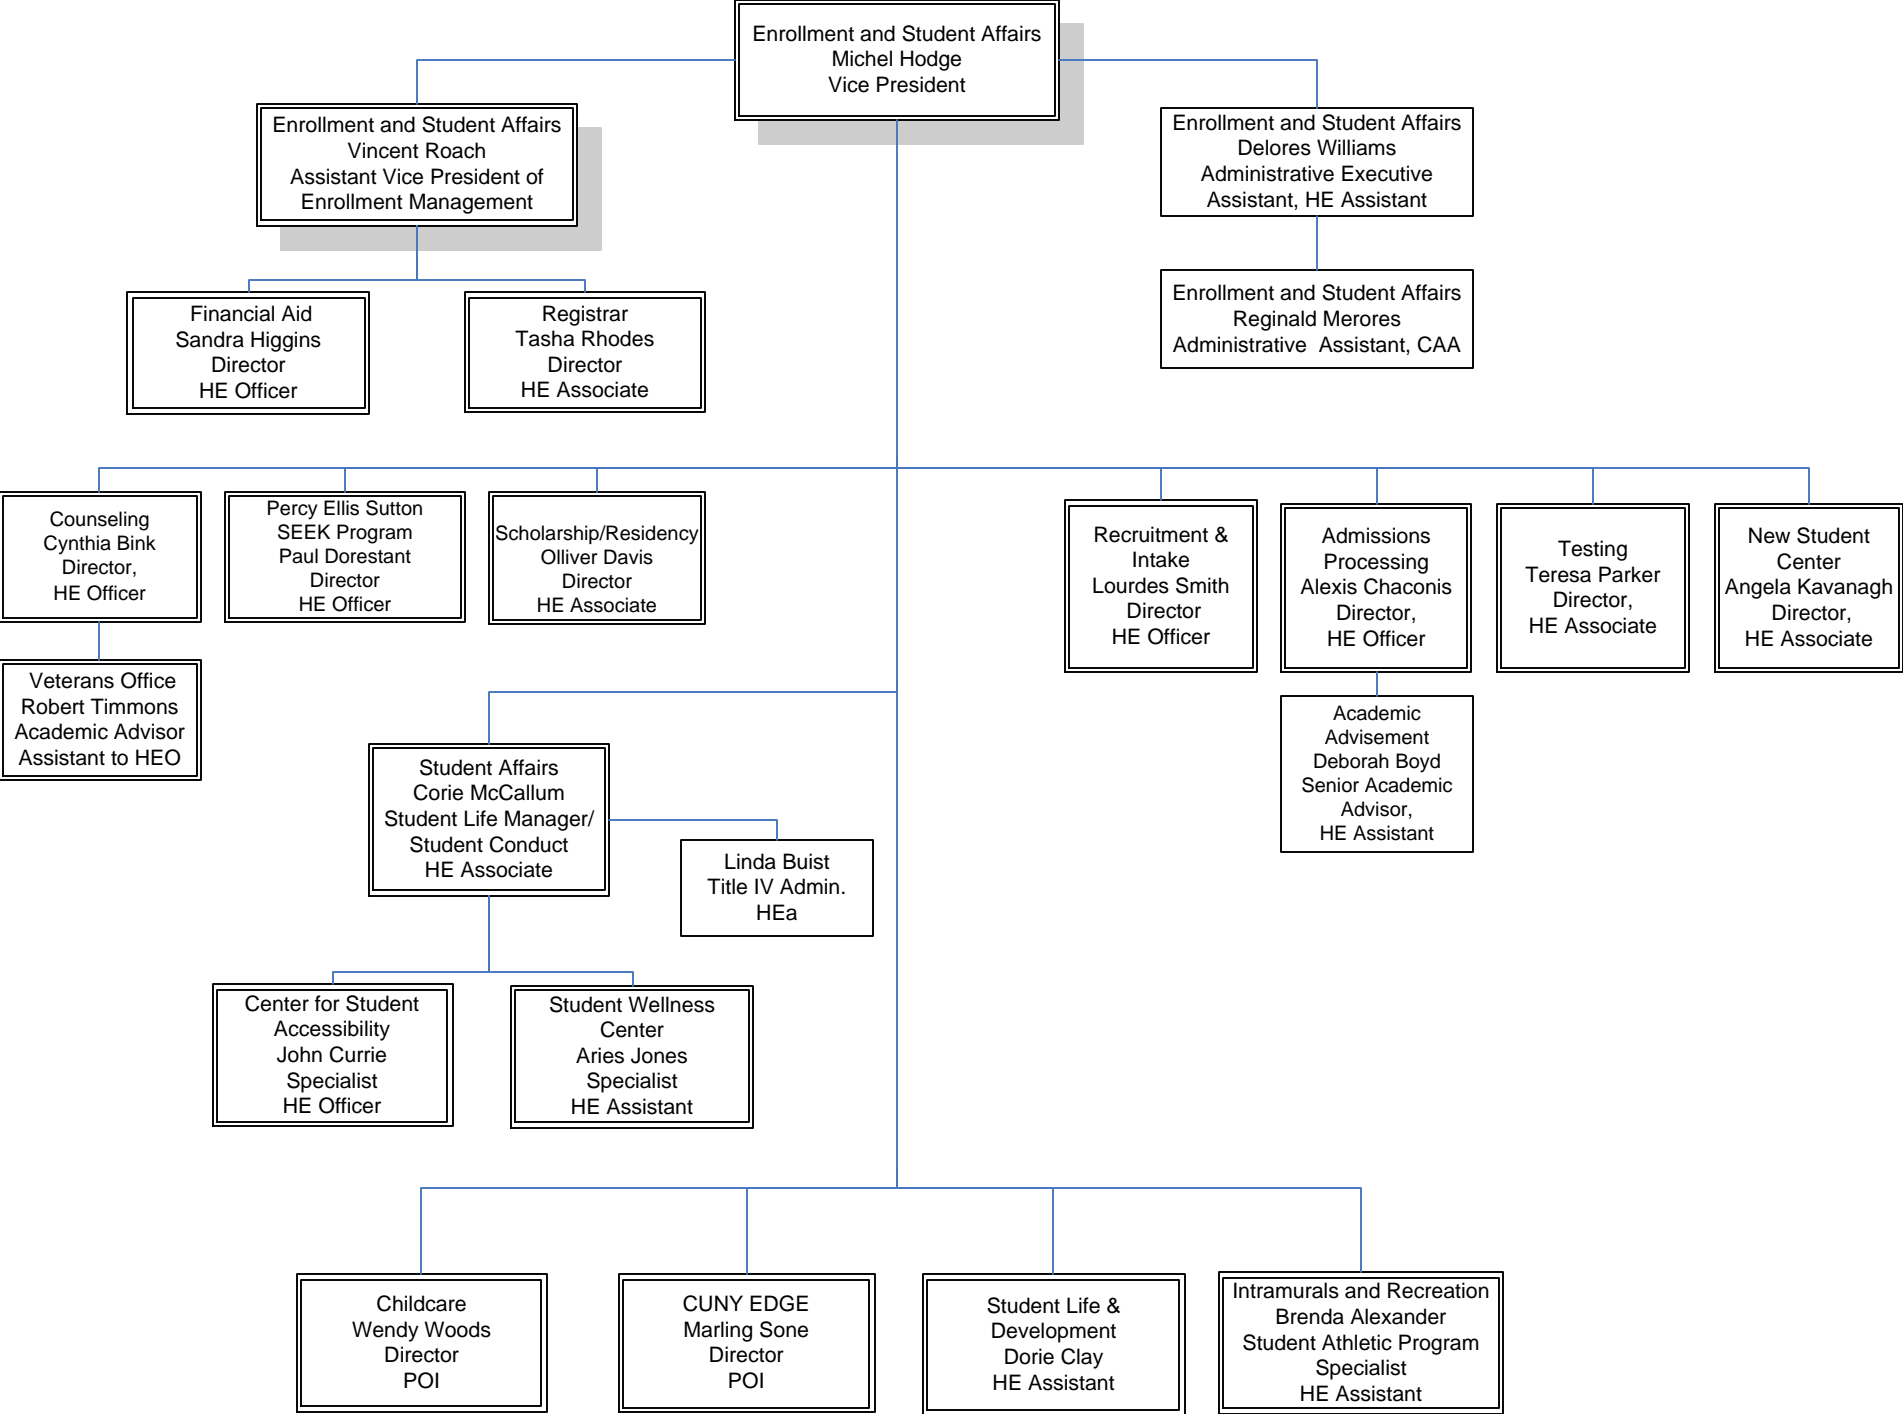 Enrollment and Student Affairs
Michel Hodge
Vice President
Enrollment and Student Affairs
Vincent Roach
Assistant Vice President of
Enrollment Management
Enrollment and Student Affairs
Delores Williams
Administrative Executive
Assistant, HE Assistant
Financial Aid
Sandra Higgins
Director
HE Officer
Registrar
Tasha Rhodes
Director
HE Associate
Enrollment and Student Affairs
Reginald Merores
Administrative Assistant, CAA
Counseling
Cynthia Bink
Director,
HE Officer
Percy Ellis Sutton
SEEK Program
Paul Dorestant
Director
HE Officer
Scholarship/Residency
Olliver Davis
Director
HE Associate
Recruitment &
Intake
Lourdes Smith
Director
HE Officer
Admissions
Processing
Alexis Chaconis
Director,
HE Officer
Testing
Teresa Parker
Director,
HE Associate
New Student
Center
Angela Kavanagh
Director,
HE Associate
Veterans Office
Robert Timmons
Academic Advisor
Assistant to HEO
Academic
Advisement
Deborah Boyd
Senior Academic
Advisor,
HE Assistant
Student Affairs
Corie McCallum
Student Life Manager/
Student Conduct
HE Associate
Linda Buist
Title IV Admin.
HEa
Center for Student
Accessibility
John Currie
Specialist
HE Officer
Student Wellness
Center
Aries Jones
Specialist
HE Assistant
Childcare
Wendy Woods
Director
POI
CUNY EDGE
Marling Sone
Director
POI
Student Life &
Development
Dorie Clay
HE Assistant
Intramurals and Recreation
Brenda Alexander
Student Athletic Program
Specialist
HE Assistant